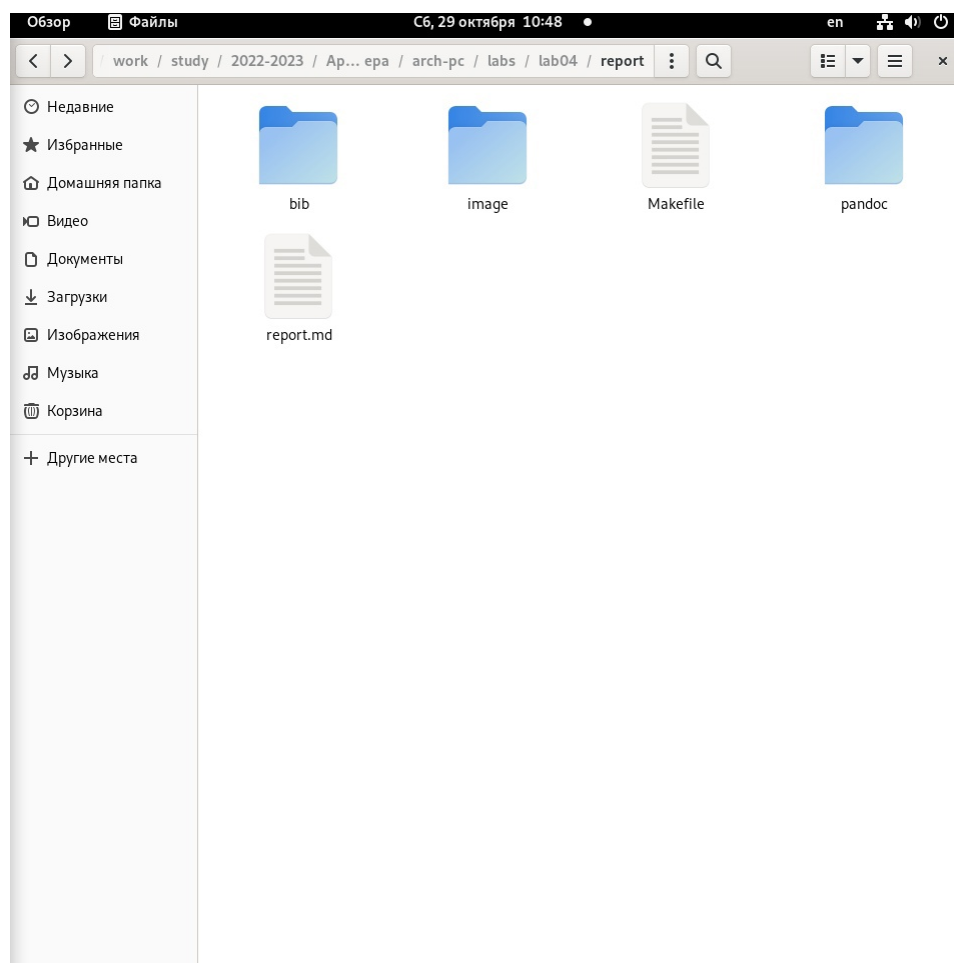 Обзор Файлы Сб, 29 октября 10:48 en
/ work / study / 2022-2023 / Ар... ера / arch-pc / labs / lab04 / report
Недавние
Избранные
Домашняя папка
Видео
Документы
Загрузки
Изображения
Музыка
Корзина
Другие места
bib image Makefile pandoc
report.md